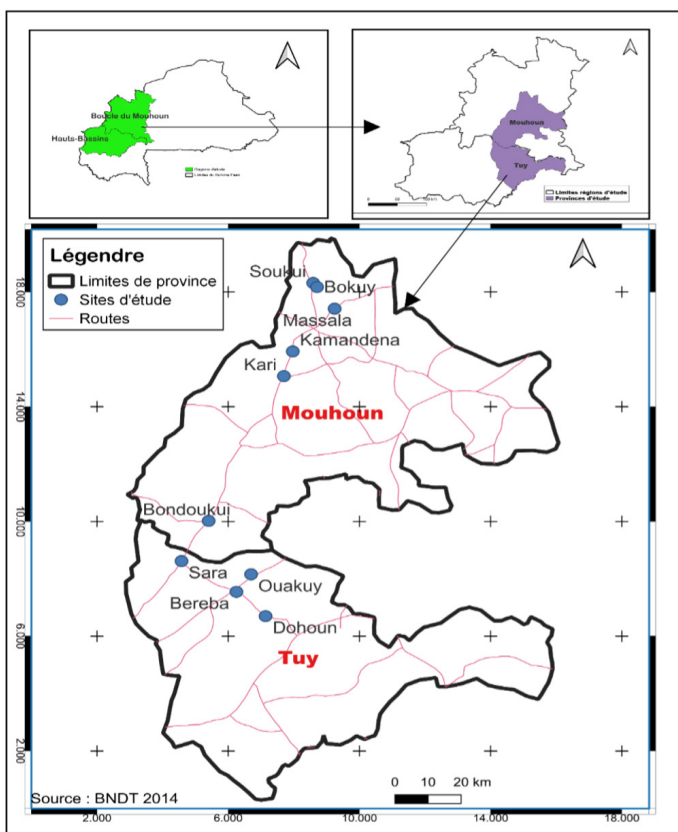 Boucle du Mouhoun
Hauts-Bassins
Mouhoun
Tuy
Limites régions d'étude
Provinces d'étude
Légendre
Limites de province
Sites d'étude
Routes
Soukui
Bokuy
Massala
Kamandena
Kari
Mouhoun
Bondoukui
Sara
Ouakuy
Bereba
Dohoun
Tuy
18.000
14.000
10.000
6.000
2.000
0 10 20 km
Source : BNDT 2014
2.000 6.000 10.000 14.000 18.000